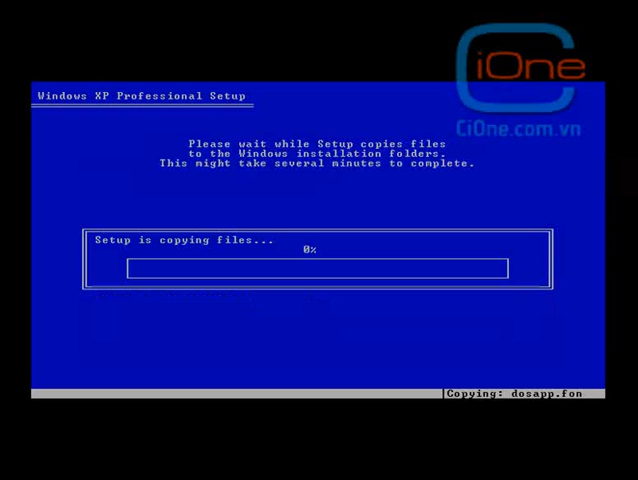 iOne
CiOne.com.vn
Windows XP Professional Setup
Please wait while Setup copies files
to the Windows installation folders.
This might take several minutes to complete.
Setup is copying files...
0%
Copying: dosapp.fon